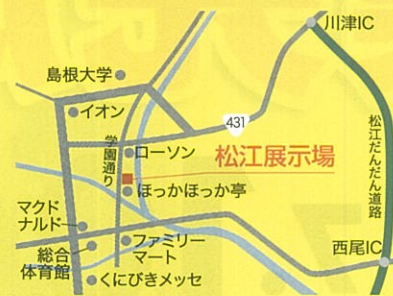 川津IC
島根大学
イオン
431
学園通り
ローソン
松江展示場
松江だんだん道路
ほっかほっか亭
マクド
ナルド
ファミリー
マート
総合
体育館
西尾IC
くにびきメッセ